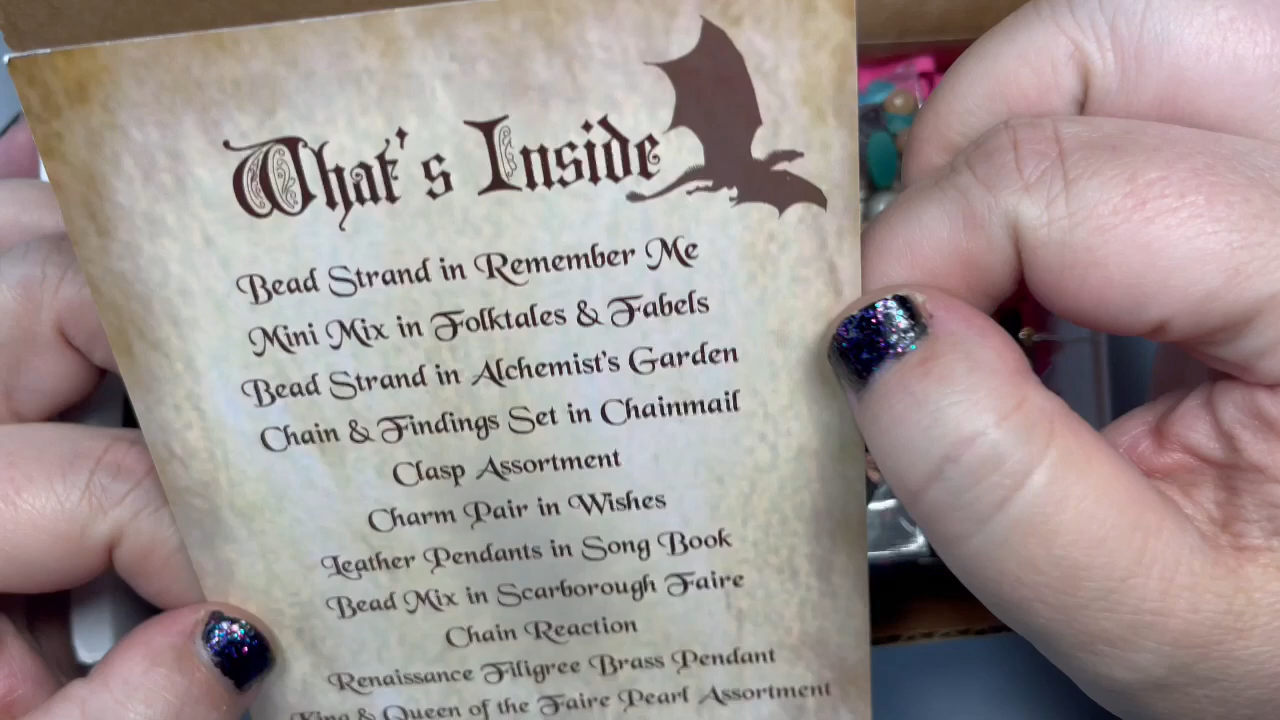 What's Inside
Bead Strand in Remember Me
Mini Mix in Folktales & Fabels
Bead Strand in Alchemist's Garden
Chain & Findings Set in Chainmail
Clasp Assortment
Charm Pair in Wishes
Leather Pendants in Song Book
Bead Mix in Scarborough Faire
Chain Reaction
Renaissance Filigree Brass Pendant
King & Queen of the Faire Pearl Assortment